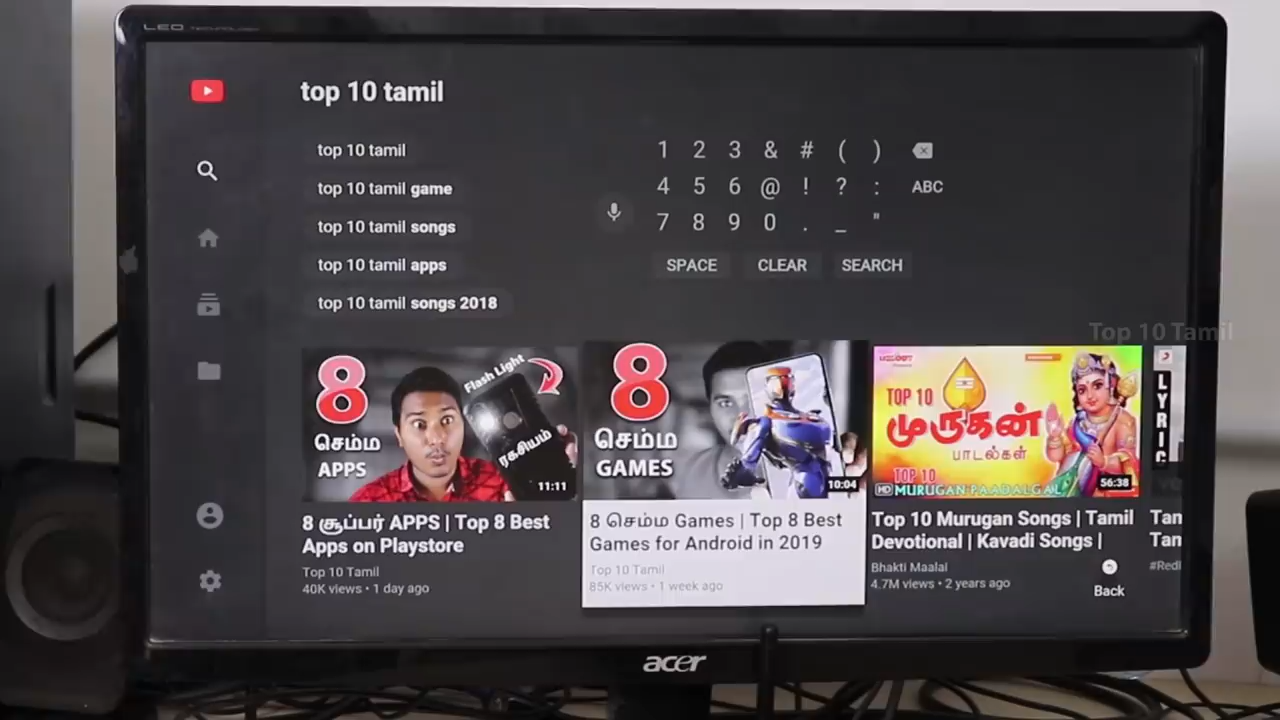 LED
top 10 tamil
top 10 tamil
top 10 tamil game
top 10 tamil songs
top 10 tamil apps
top 10 tamil songs 2018
1 2 3 & # ( )
4 5 6 @ ! ? : ABC
7 8 9 0 . _ "
SPACE CLEAR SEARCH
Top 10 Tamil
8
செம்ம
APPS
Flash Light
ரகசியம்
11:11
8 சூப்பர் APPS | Top 8 Best
Apps on Playstore
Top 10 Tamil
40K views • 1 day ago
8
செம்ம
GAMES
10:04
8 செம்ம Games | Top 8 Best
Games for Android in 2019
Top 10 Tamil
85K views • 1 week ago
TOP 10
முருகன்
பாடல்கள்
TOP 10
HD MURUGAN PAADALGAL
56:38
Top 10 Murugan Songs | Tamil
Devotional | Kavadi Songs |
Bhakti Maalai
4.7M views • 2 years ago
LYRIC
Tan
Tan
#Redi
Back
acer